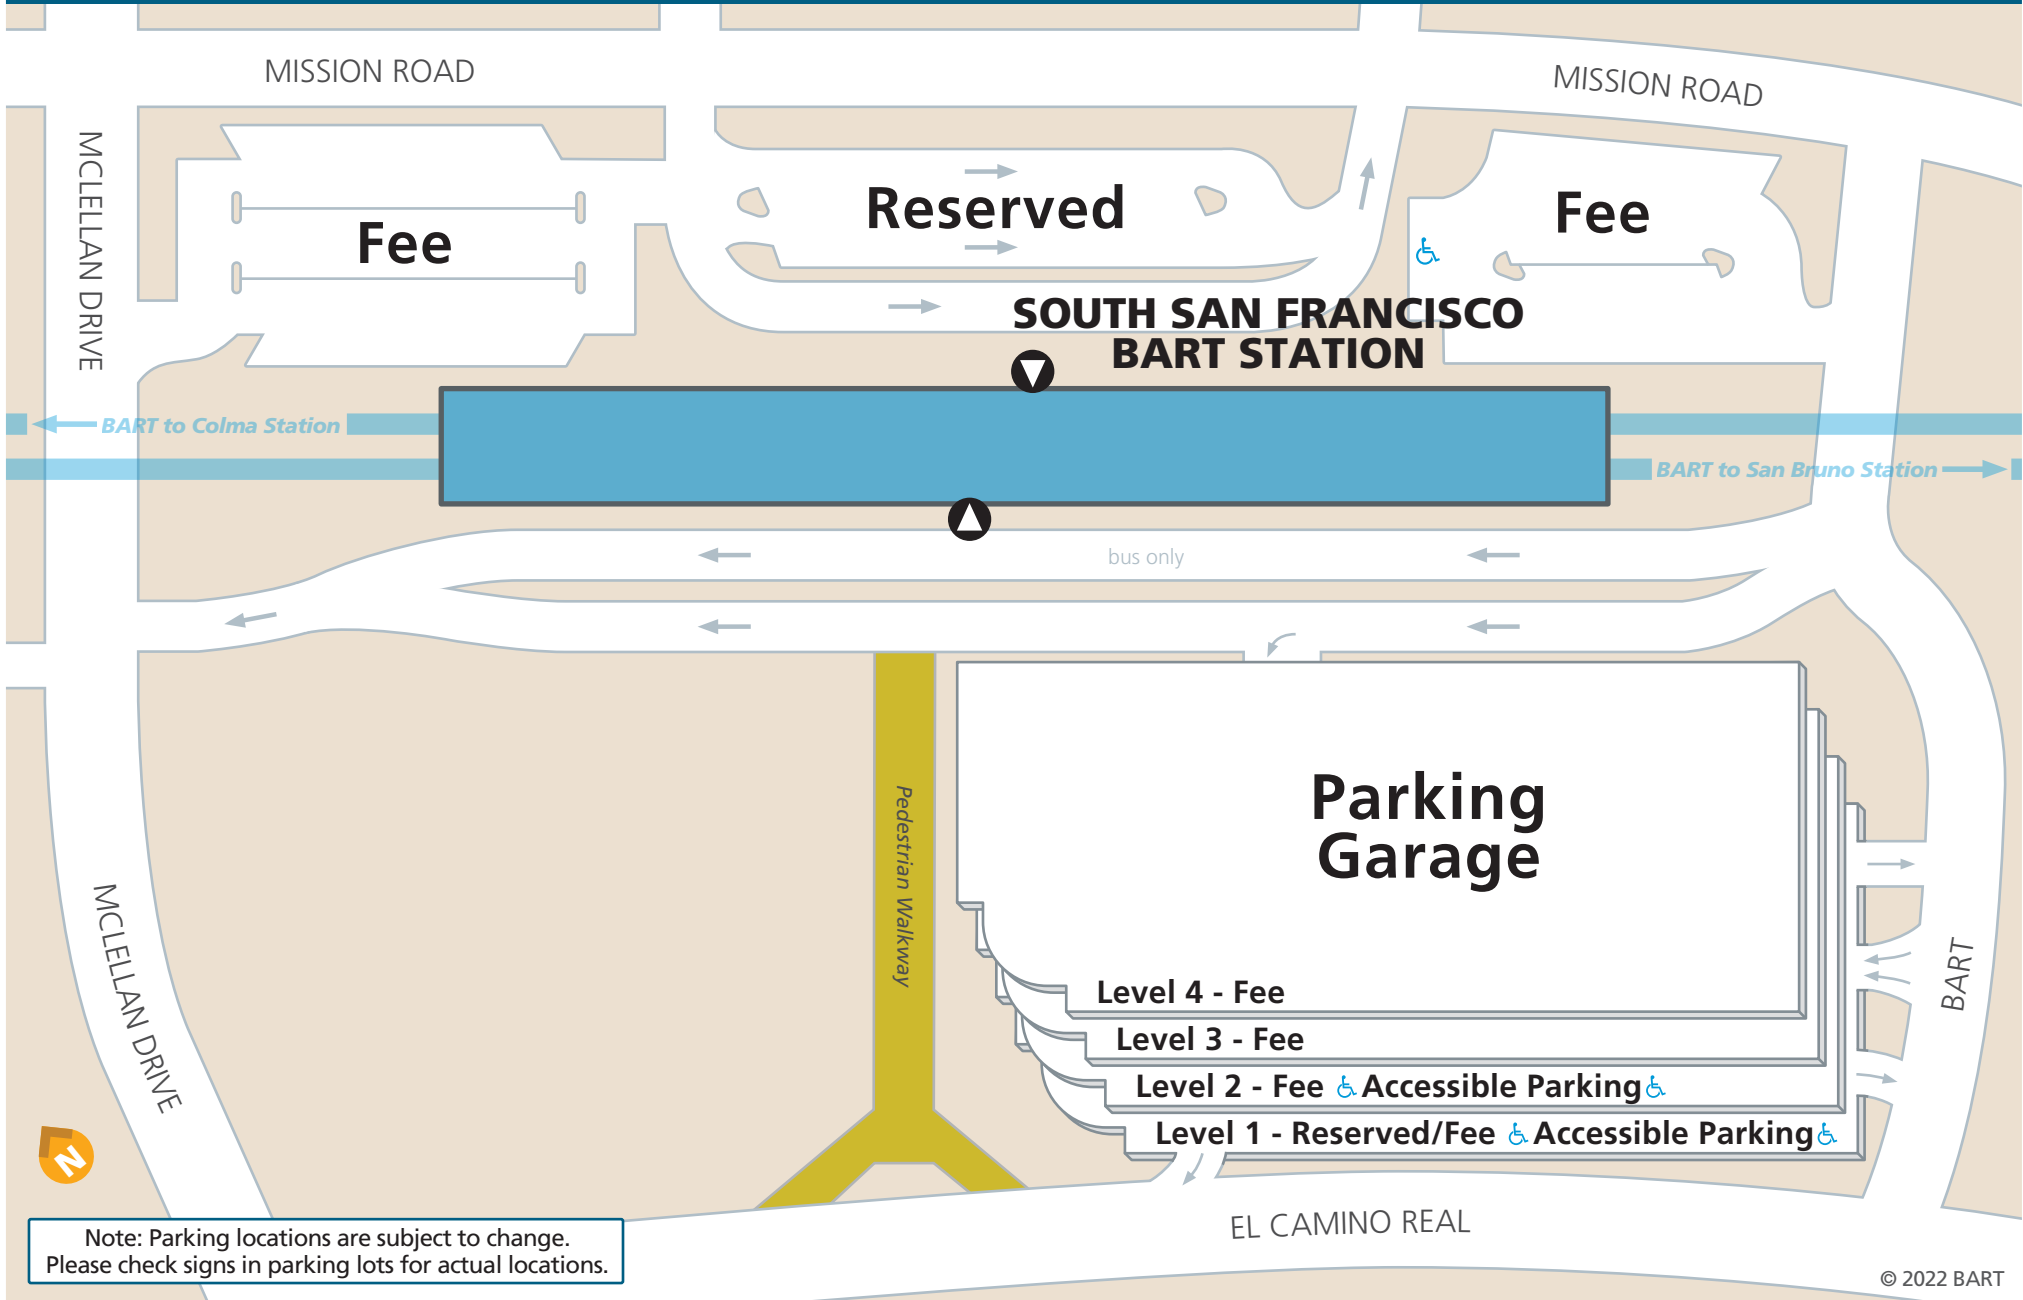 MISSION ROAD
MISSION ROAD
MCLELLAN DRIVE
Fee
Reserved
Fee
SOUTH SAN FRANCISCO
BART STATION
BART to Colma Station
BART to San Bruno Station
bus only
Pedestrian Walkway
Parking
Garage
MCLELLAN DRIVE
BART
Level 4 - Fee
Level 3 - Fee
Level 2 - Fee Accessible Parking
Level 1 - Reserved/Fee Accessible Parking
N
EL CAMINO REAL
Note: Parking locations are subject to change.
Please check signs in parking lots for actual locations.
© 2022 BART